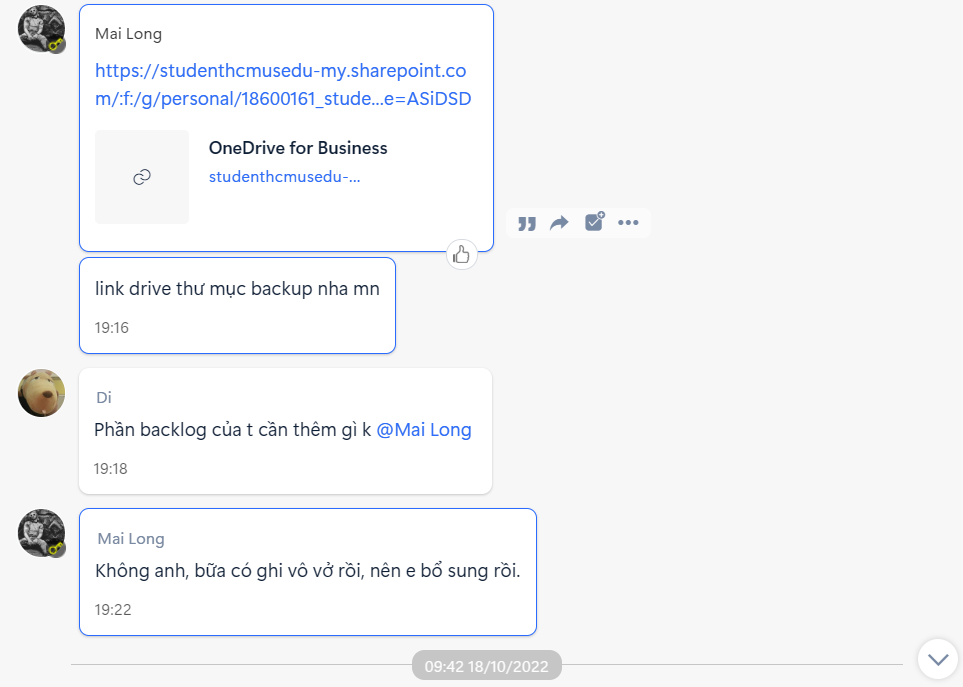 Mai Long
https://studenthcmusedu-my.sharepoint.co
m/:f:/g/personal/18600161_stude...e=ASiDSD
OneDrive for Business
studenthcmusedu-...
link drive thư mục backup nha mn
19:16
Di
Phần backlog của t cần thêm gì k @Mai Long
19:18
Mai Long
Không anh, bữa có ghi vô vở rồi, nên e bổ sung rồi.
19:22
09:42 18/10/2022